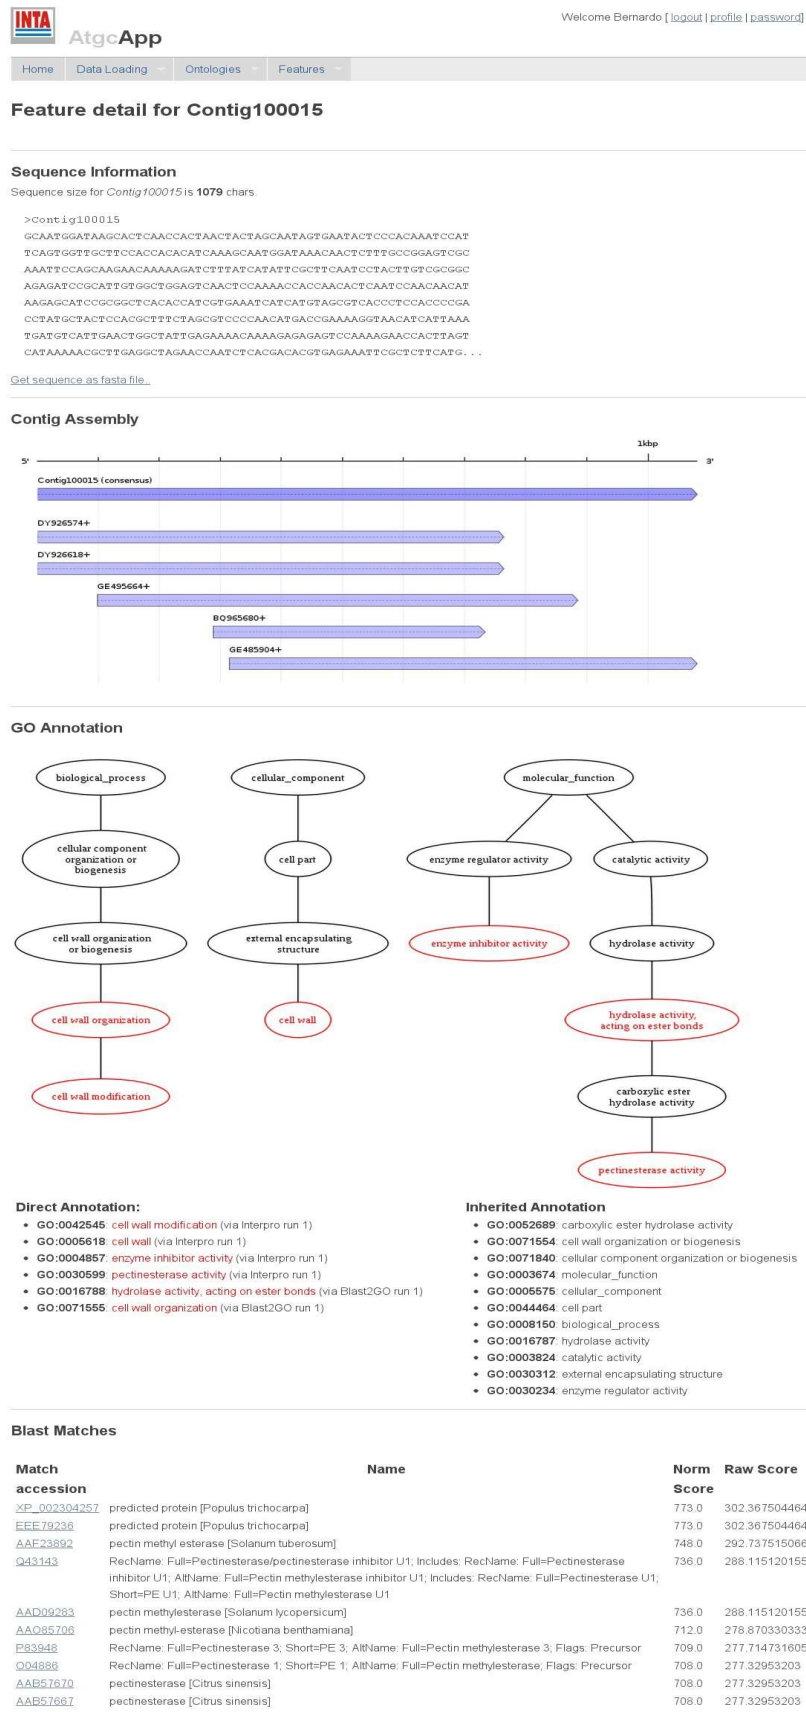 INTA
AtgcApp
Welcome Bernardo [ logout | profile | password]
Home Data Loading Ontologies Features
Feature detail for Contig100015
Sequence Information
Sequence size for Contig100015 is 1079 chars.
>Contig100015
GCAATGGATAAGCACTCAACCACTAACTACTAGCAATAGTGAATACTCCCACAAATCCAT
TCAGTGGTTGCTTCCACCACACATCAAAGCAATGGATAAACAACTCTTTGCCGGAGTCGC
AAATTCCAGCAAGAACAAAAAGATCTTTATCATATTCGCTTCAATCCTACTTGTCGCGGC
AGAGATCCGCATTGTGGCTGGAGTCAACTCCAAAACCACCAACACTCAATCCAACAACAT
AAGAGCATCCGCGGCTCACACCATCGTGAAATCATCATGTAGCGTCACCCTCCACCCCGA
CCTATGCTACTCCACGCTTTCTAGCGTCCCCAACATGACCGAAAAGGTAACATCATTAAA
TGATGTCATTGAACTGGCTATTGAGAAAACAAAAGAGAGAGTCCAAAAGAACCACTTAGT
CATAAAAACGCTTGAGGCTAGAACCAATCTCACGACACGTGAGAAATTCGCTCTTCATG...
Get sequence as fasta file..
Contig Assembly
1kbp
5' 3'
Contig100015 (consensus)
DY926574+
DY926618+
GE495664+
BQ965680+
GE485904+
GO Annotation
biological_process cellular_component molecular_function
cellular component
organization or
biogenesis
cell part
enzyme regulator activity
catalytic activity
cell wall organization
or biogenesis
external encapsulating
structure
enzyme inhibitor activity
hydrolase activity
cell wall organization
cell wall
hydrolase activity,
acting on ester bonds
cell wall modification
carboxylic ester
hydrolase activity
pectinesterase activity
Direct Annotation:
• GO:0042545: cell wall modification (via Interpro run 1)
• GO:0005618: cell wall (via Interpro run 1)
• GO:0004857: enzyme inhibitor activity (via Interpro run 1)
• GO:0030599: pectinesterase activity (via Interpro run 1)
• GO:0016788: hydrolase activity, acting on ester bonds (via Blast2GO run 1)
• GO:0071555: cell wall organization (via Blast2GO run 1)
Inherited Annotation
• GO:0052689: carboxylic ester hydrolase activity
• GO:0071554: cell wall organization or biogenesis
• GO:0071840: cellular component organization or biogenesis
• GO:0003674: molecular_function
• GO:0005575: cellular_component
• GO:0044464: cell part
• GO:0008150: biological_process
• GO:0016787: hydrolase activity
• GO:0003824: catalytic activity
• GO:0030312: external encapsulating structure
• GO:0030234: enzyme regulator activity
Blast Matches
Match Name Norm Raw Score
accession Score
XP_002304257 predicted protein [Populus trichocarpa] 773.0 302.367504464
EEE79236 predicted protein [Populus trichocarpa] 773.0 302.367504464
AAF23892 pectin methyl esterase [Solanum tuberosum] 748.0 292.737515066
Q43143 RecName: Full=Pectinesterase/pectinesterase inhibitor U1; Includes: RecName: Full=Pectinesterase 736.0 288.115120155
inhibitor U1; AltName: Full=Pectin methylesterase inhibitor U1; Includes: RecName: Full=Pectinesterase U1;
Short=PE U1; AltName: Full=Pectin methylesterase U1
AAD09283 pectin methylesterase [Solanum lycopersicum] 736.0 288.115120155
AAO85706 pectin methyl-esterase [Nicotiana benthamiana] 712.0 278.870330333
P83948 RecName: Full=Pectinesterase 3; Short=PE 3; AltName: Full=Pectin methylesterase 3; Flags: Precursor 709.0 277.714731605
O04886 RecName: Full=Pectinesterase 1; Short=PE 1; AltName: Full=Pectin methylesterase; Flags: Precursor 708.0 277.32953203
AAB57670 pectinesterase [Citrus sinensis] 708.0 277.32953203
AAB57667 pectinesterase [Citrus sinensis] 708.0 277.32953203